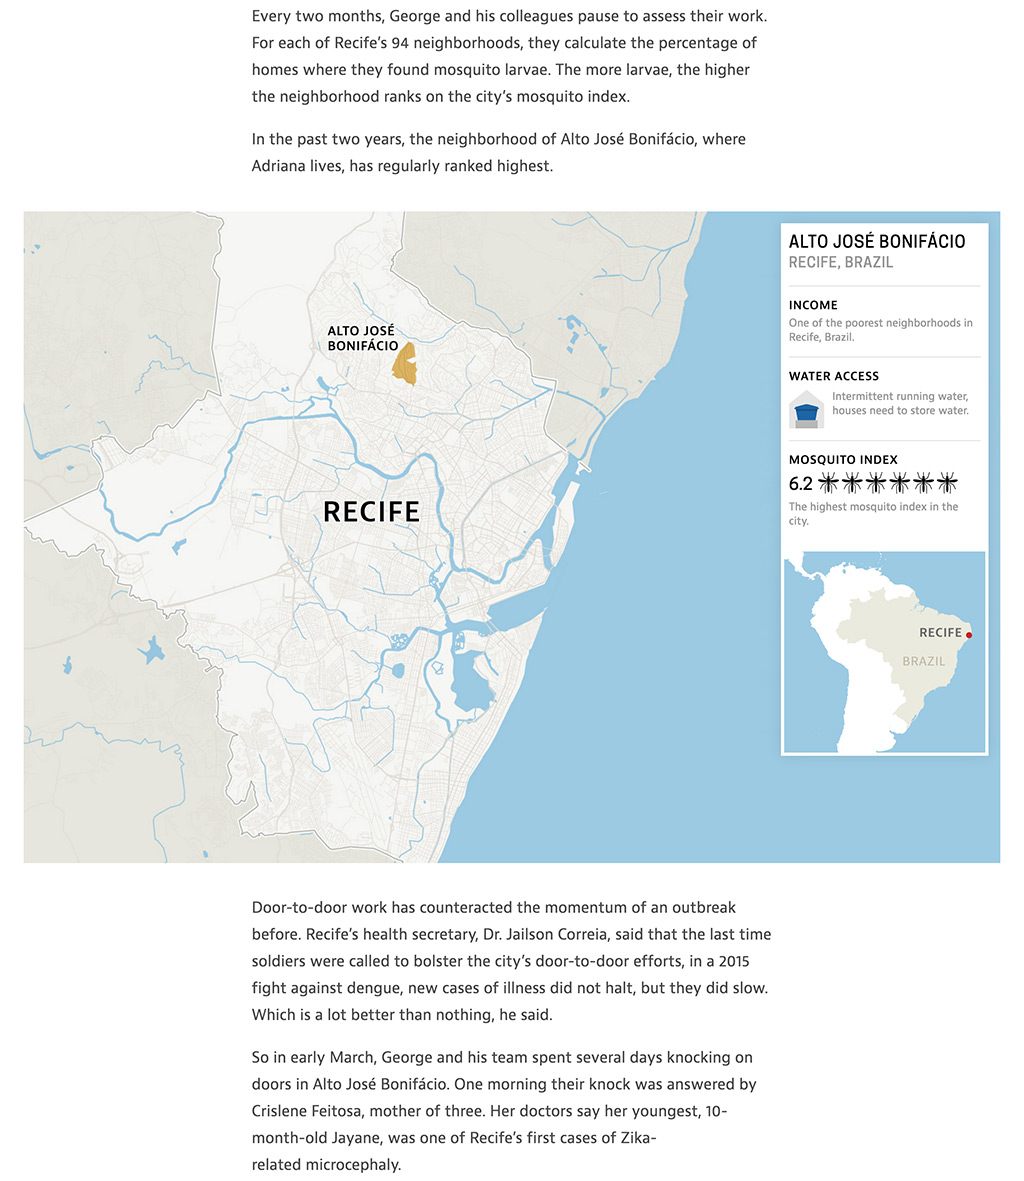 Every two months, George and his colleagues pause to assess their work.
For each of Recife’s 94 neighborhoods, they calculate the percentage of
homes where they found mosquito larvae. The more larvae, the higher
the neighborhood ranks on the city’s mosquito index.
In the past two years, the neighborhood of Alto José Bonifácio, where
Adriana lives, has regularly ranked highest.
ALTO JOSÉ
BONIFÁCIO
RECIFE
ALTO JOSÉ BONIFÁCIO
RECIFE, BRAZIL
INCOME
One of the poorest neighborhoods in
Recife, Brazil.
WATER ACCESS
Intermittent running water,
houses need to store water.
MOSQUITO INDEX
6.2
The highest mosquito index in the
city.
RECIFE
BRAZIL
Door-to-door work has counteracted the momentum of an outbreak
before. Recife’s health secretary, Dr. Jailson Correia, said that the last time
soldiers were called to bolster the city’s door-to-door efforts, in a 2015
fight against dengue, new cases of illness did not halt, but they did slow.
Which is a lot better than nothing, he said.
So in early March, George and his team spent several days knocking on
doors in Alto José Bonifácio. One morning their knock was answered by
Crislene Feitosa, mother of three. Her doctors say her youngest, 10-
month-old Jayane, was one of Recife’s first cases of Zika-
related microcephaly.